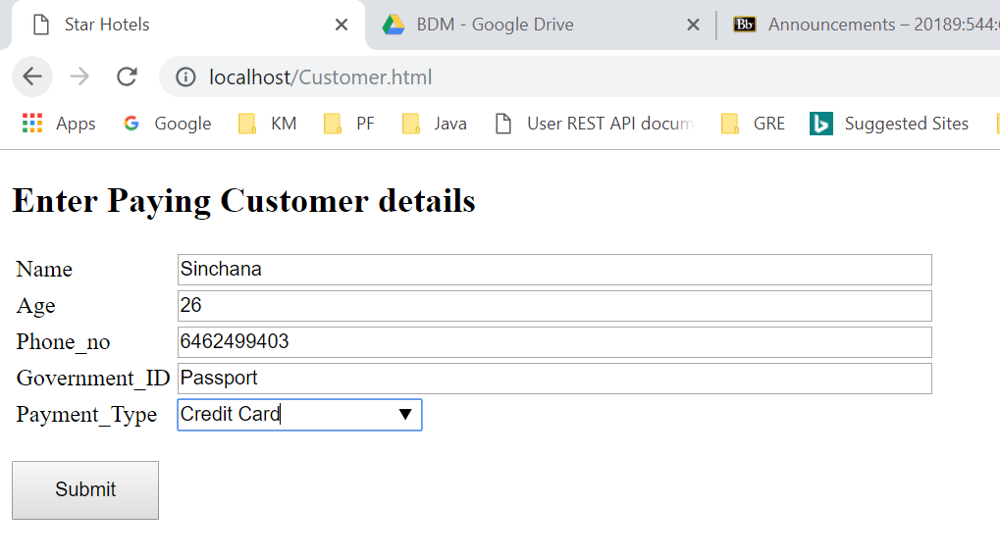 Star Hotels BDM - Google Drive Bb Announcements – 20189:544:
localhost/Customer.html
Apps Google KM PF Java User REST API docum GRE Suggested Sites
Enter Paying Customer details
Name Sinchana
Age 26
Phone_no 6462499403
Government_ID Passport
Payment_Type Credit Card
Submit